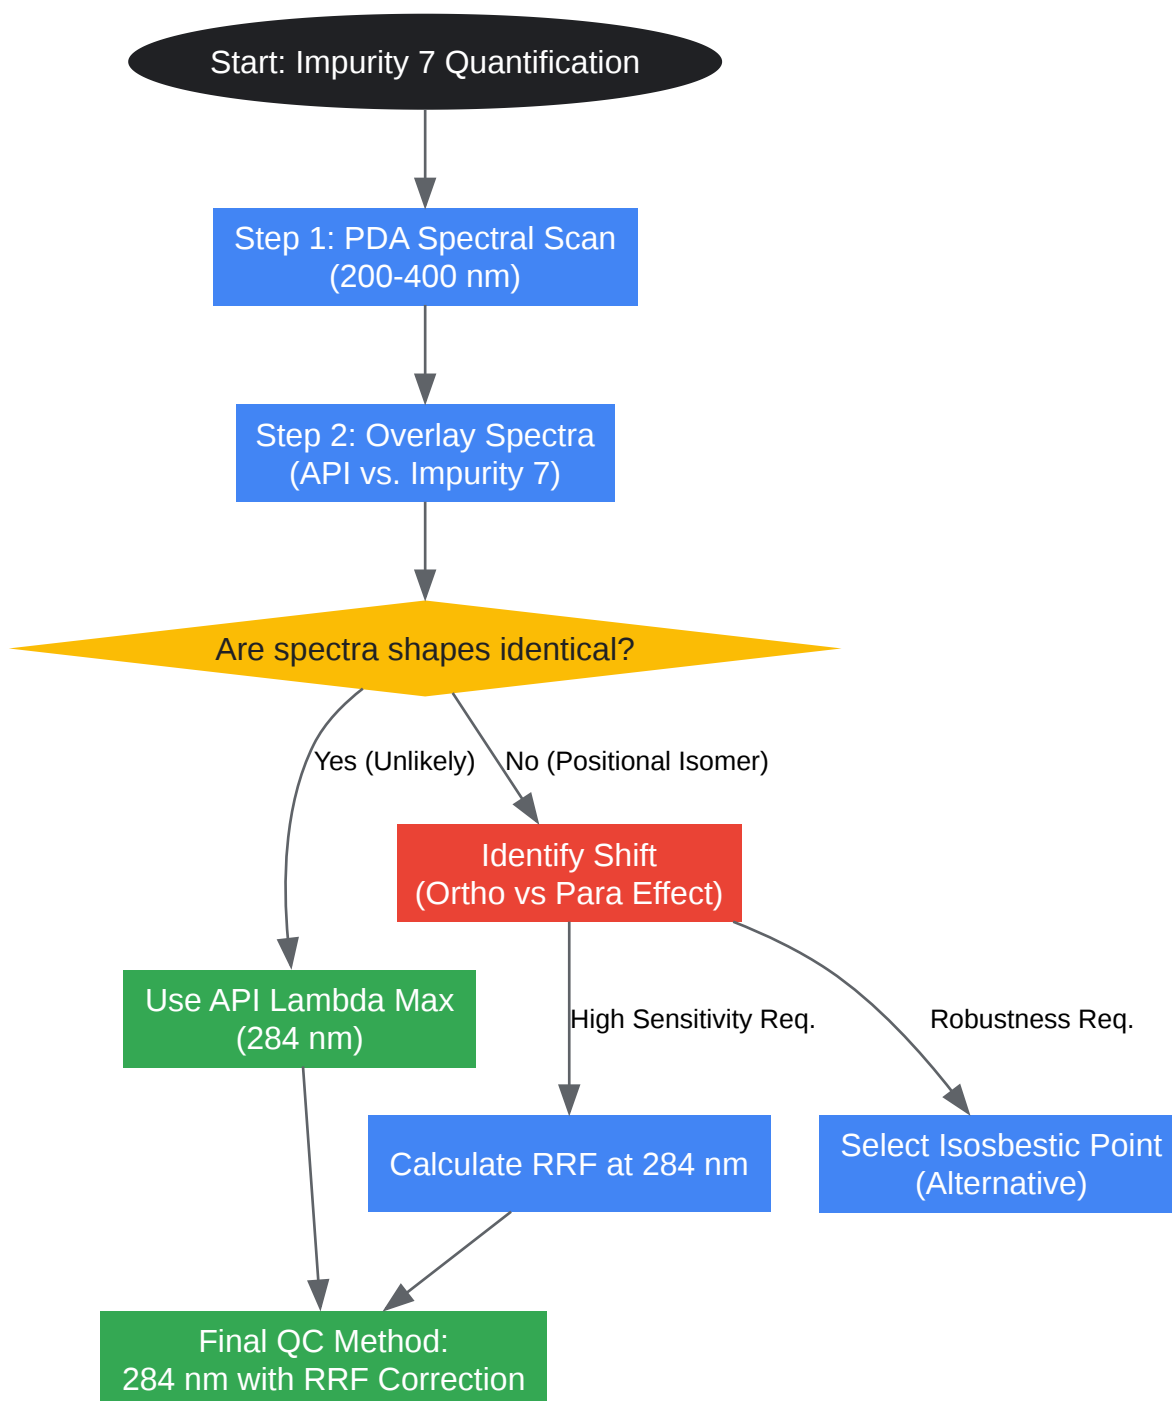 Start: Impurity 7 Quantification
Step 1: PDA Spectral Scan
(200-400 nm)
Step 2: Overlay Spectra
(API vs. Impurity 7)
Are spectra shapes identical?
Yes (Unlikely)
No (Positional Isomer)
Identify Shift
(Ortho vs Para Effect)
Use API Lambda Max
(284 nm)
High Sensitivity Req.
Robustness Req.
Calculate RRF at 284 nm
Select Isosbestic Point
(Alternative)
Final QC Method:
284 nm with RRF Correction